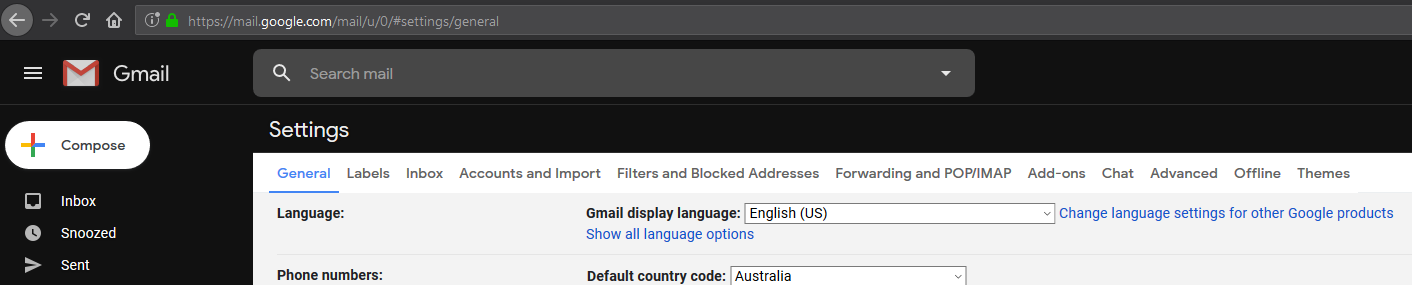 https://mail.google.com/mail/u/0/#settings/general
Gmail
Search mail
Settings
Compose
General Labels Inbox Accounts and Import Filters and Blocked Addresses Forwarding and POP/IMAP Add-ons Chat Advanced Offline Themes
Inbox
Language: Gmail display language: English (US) Change language settings for other Google products
Snoozed
Show all language options
Sent
Phone numbers: Default country code: Australia